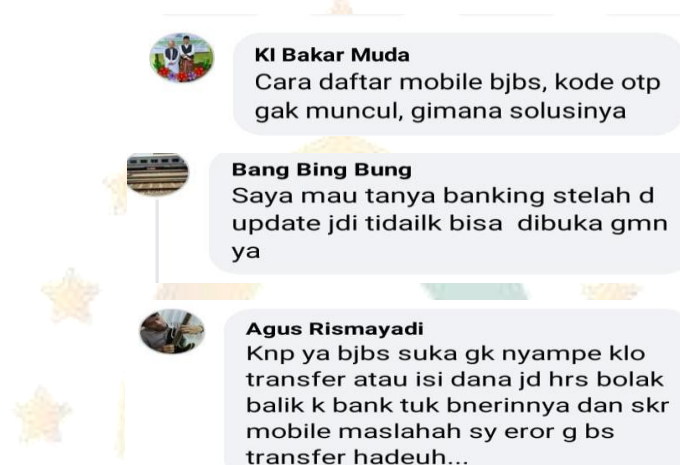 KI Bakar Muda
Cara daftar mobile bjbs, kode otp
gak muncul, gimana solusinya
Bang Bing Bung
Saya mau tanya banking stelah d
update jdi tidailk bisa dibuka gmn
ya
Agus Rismayadi
Knp ya bjbs suka gk nyampe klo
transfer atau isi dana jd hrs bolak
balik k bank tuk bnerinnya dan skr
mobile maslahah sy eror g bs
transfer hadeuh...